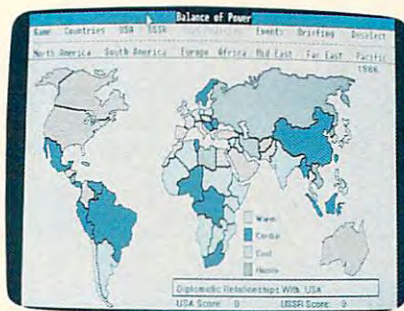 Balance of Power
Game Countries USA USSR Events Briefing Deselect
North America South America Europe Africa Mid East Far East Pacific
1986
Warm
Cordial
Cool
Hostile
Diplomatic Relationships With USA
USA Score: 0 USSR Score: 0